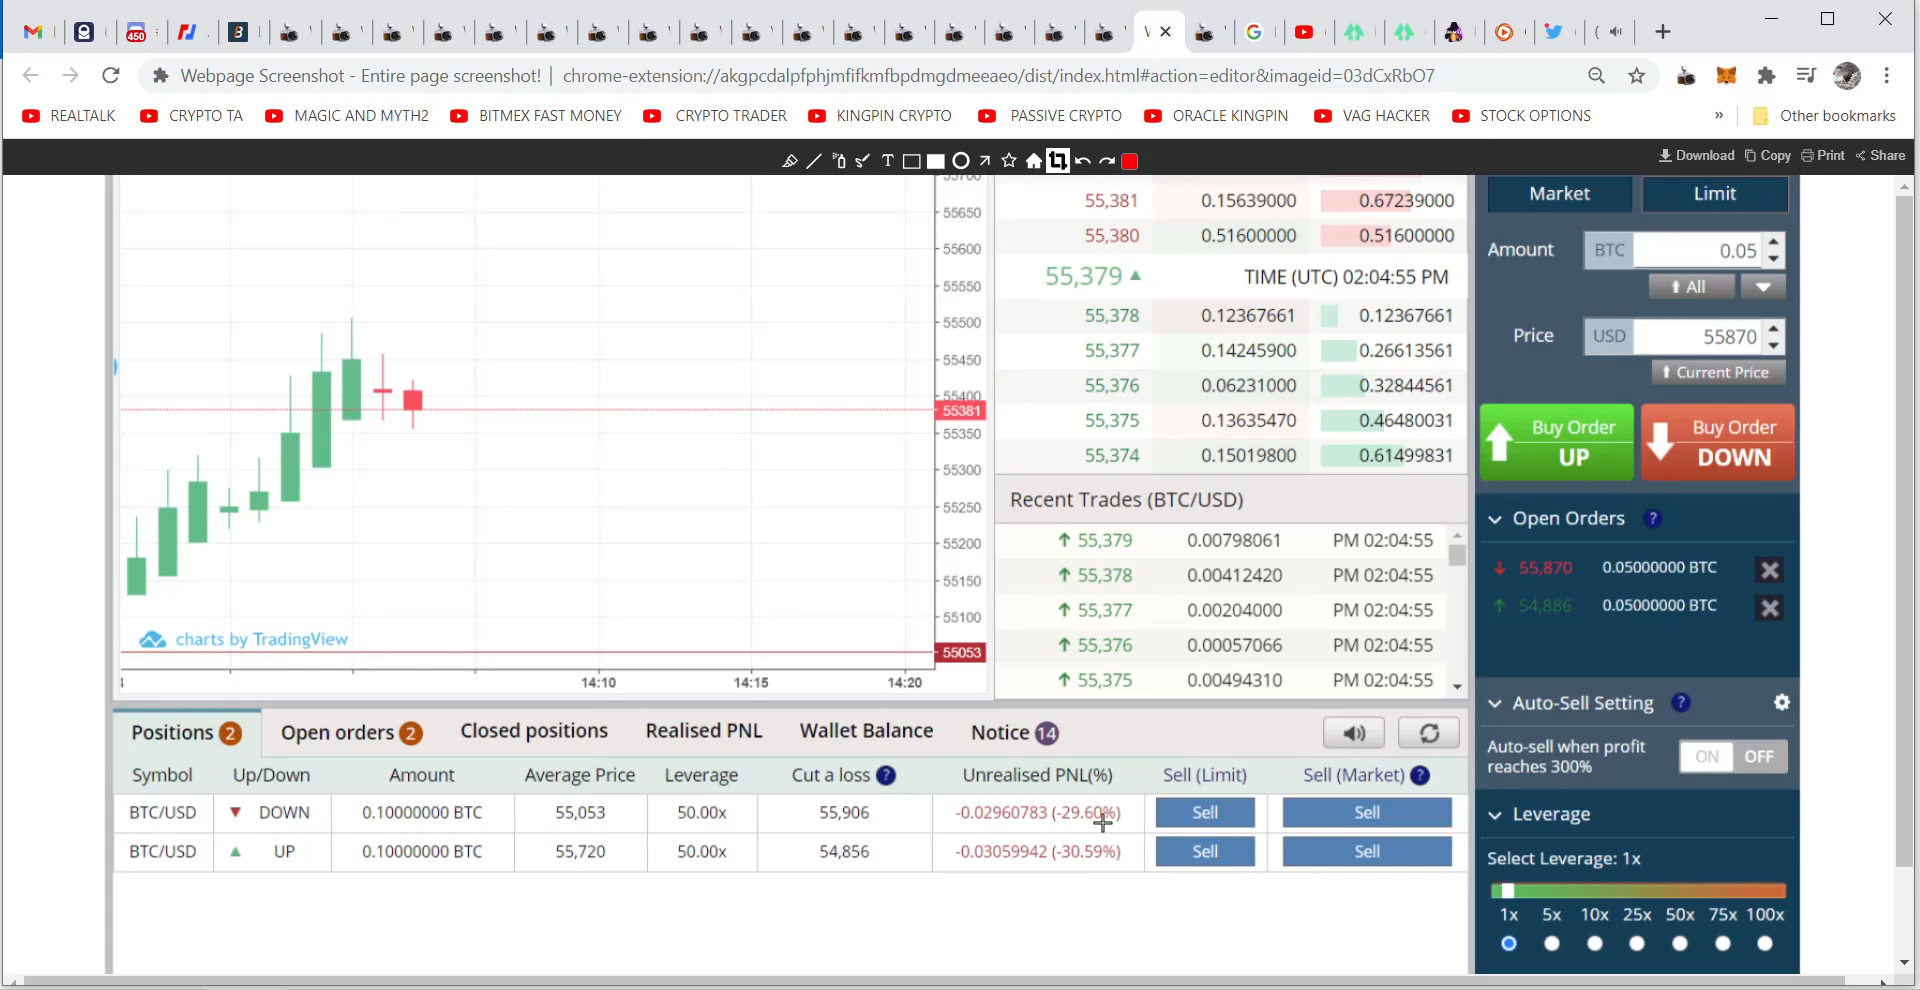 450
Webpage Screenshot - Entire page screenshot! | chrome-extension://akgpcdalpfphjmfifkmfbpdmgdmeeaeo/dist/index.html#action=editor&imageid=03dCxRbO7
REALTALK CRYPTO TA MAGIC AND MYTH2 BITMEX FAST MONEY CRYPTO TRADER KINGPIN CRYPTO PASSIVE CRYPTO ORACLE KINGPIN VAG HACKER STOCK OPTIONS » Other bookmarks
Download Copy Print Share
55700
55650
55600
55550
55500
55450
55400
55381
55350
55300
55250
55200
55150
55100
55053
charts by TradingView
14:10 14:15 14:20
55,381 0.15639000 0.67239000
55,380 0.51600000 0.51600000
55,379 TIME (UTC) 02:04:55 PM
55,378 0.12367661 0.12367661
55,377 0.14245900 0.26613561
55,376 0.06231000 0.32844561
55,375 0.13635470 0.46480031
55,374 0.15019800 0.61499831
Recent Trades (BTC/USD)
55,379 0.00798061 PM 02:04:55
55,378 0.00412420 PM 02:04:55
55,377 0.00204000 PM 02:04:55
55,376 0.00057066 PM 02:04:55
55,375 0.00494310 PM 02:04:55
Market Limit
Amount BTC 0.05
All
Price USD 55870
Current Price
Buy Order UP
Buy Order DOWN
Open Orders ?
55,870 0.05000000 BTC
54,886 0.05000000 BTC
Auto-Sell Setting ?
Auto-sell when profit
reaches 300%
ON OFF
Leverage
Select Leverage: 1x
1x 5x 10x 25x 50x 75x 100x
Positions 2 Open orders 2 Closed positions Realised PNL Wallet Balance Notice 14
Symbol Up/Down Amount Average Price Leverage Cut a loss ? Unrealised PNL(%) Sell (Limit) Sell (Market) ?
BTC/USD DOWN 0.10000000 BTC 55,053 50.00x 55,906 -0.02960783 (-29.60%) Sell Sell
BTC/USD UP 0.10000000 BTC 55,720 50.00x 54,856 -0.03059942 (-30.59%) Sell Sell